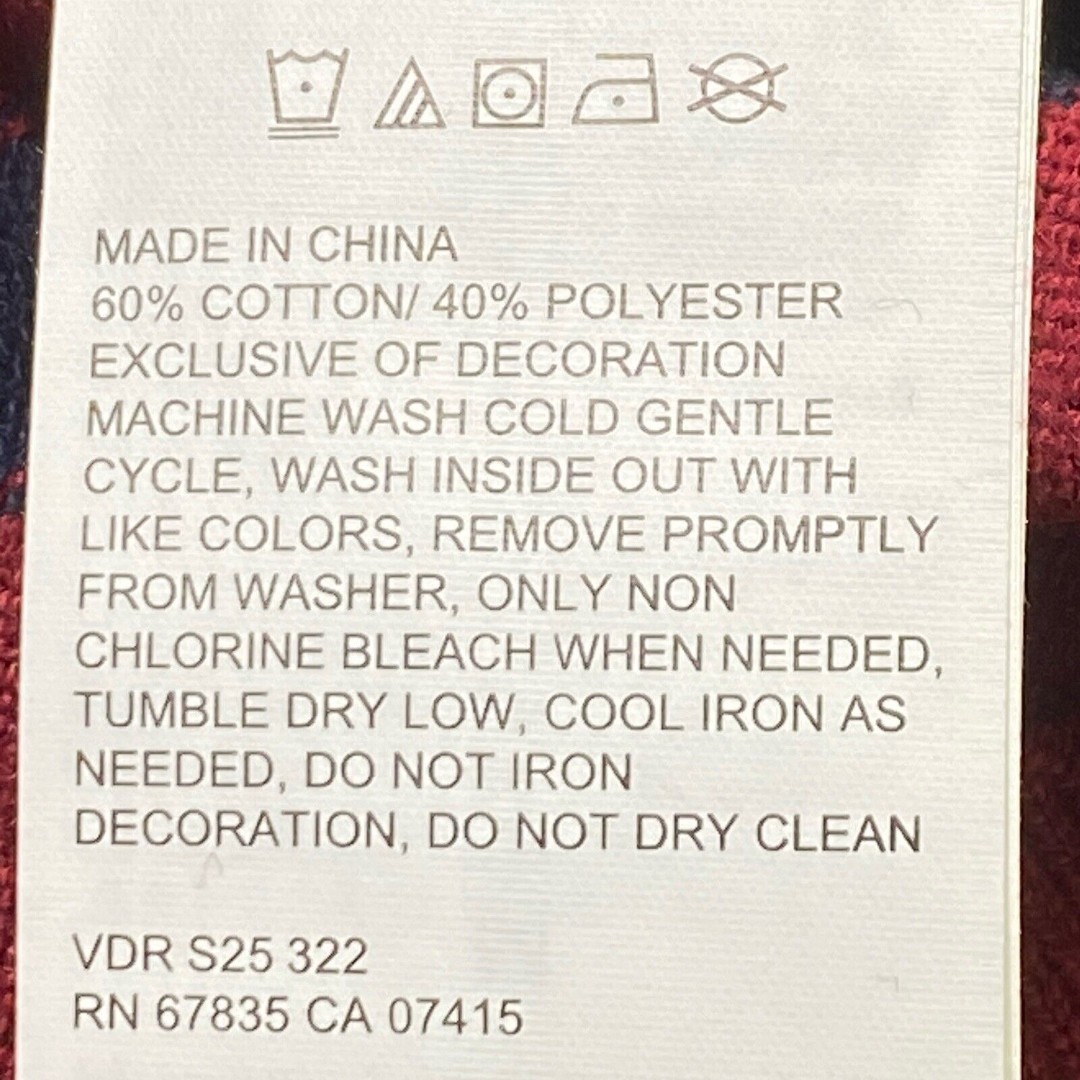 MADE IN CHINA
60% COTTON/ 40% POLYESTER
EXCLUSIVE OF DECORATION
MACHINE WASH COLD GENTLE
CYCLE, WASH INSIDE OUT WITH
LIKE COLORS, REMOVE PROMPTLY
FROM WASHER, ONLY NON
CHLORINE BLEACH WHEN NEEDED,
TUMBLE DRY LOW, COOL IRON AS
NEEDED, DO NOT IRON
DECORATION, DO NOT DRY CLEAN
VDR S25 322
RN 67835 CA 07415